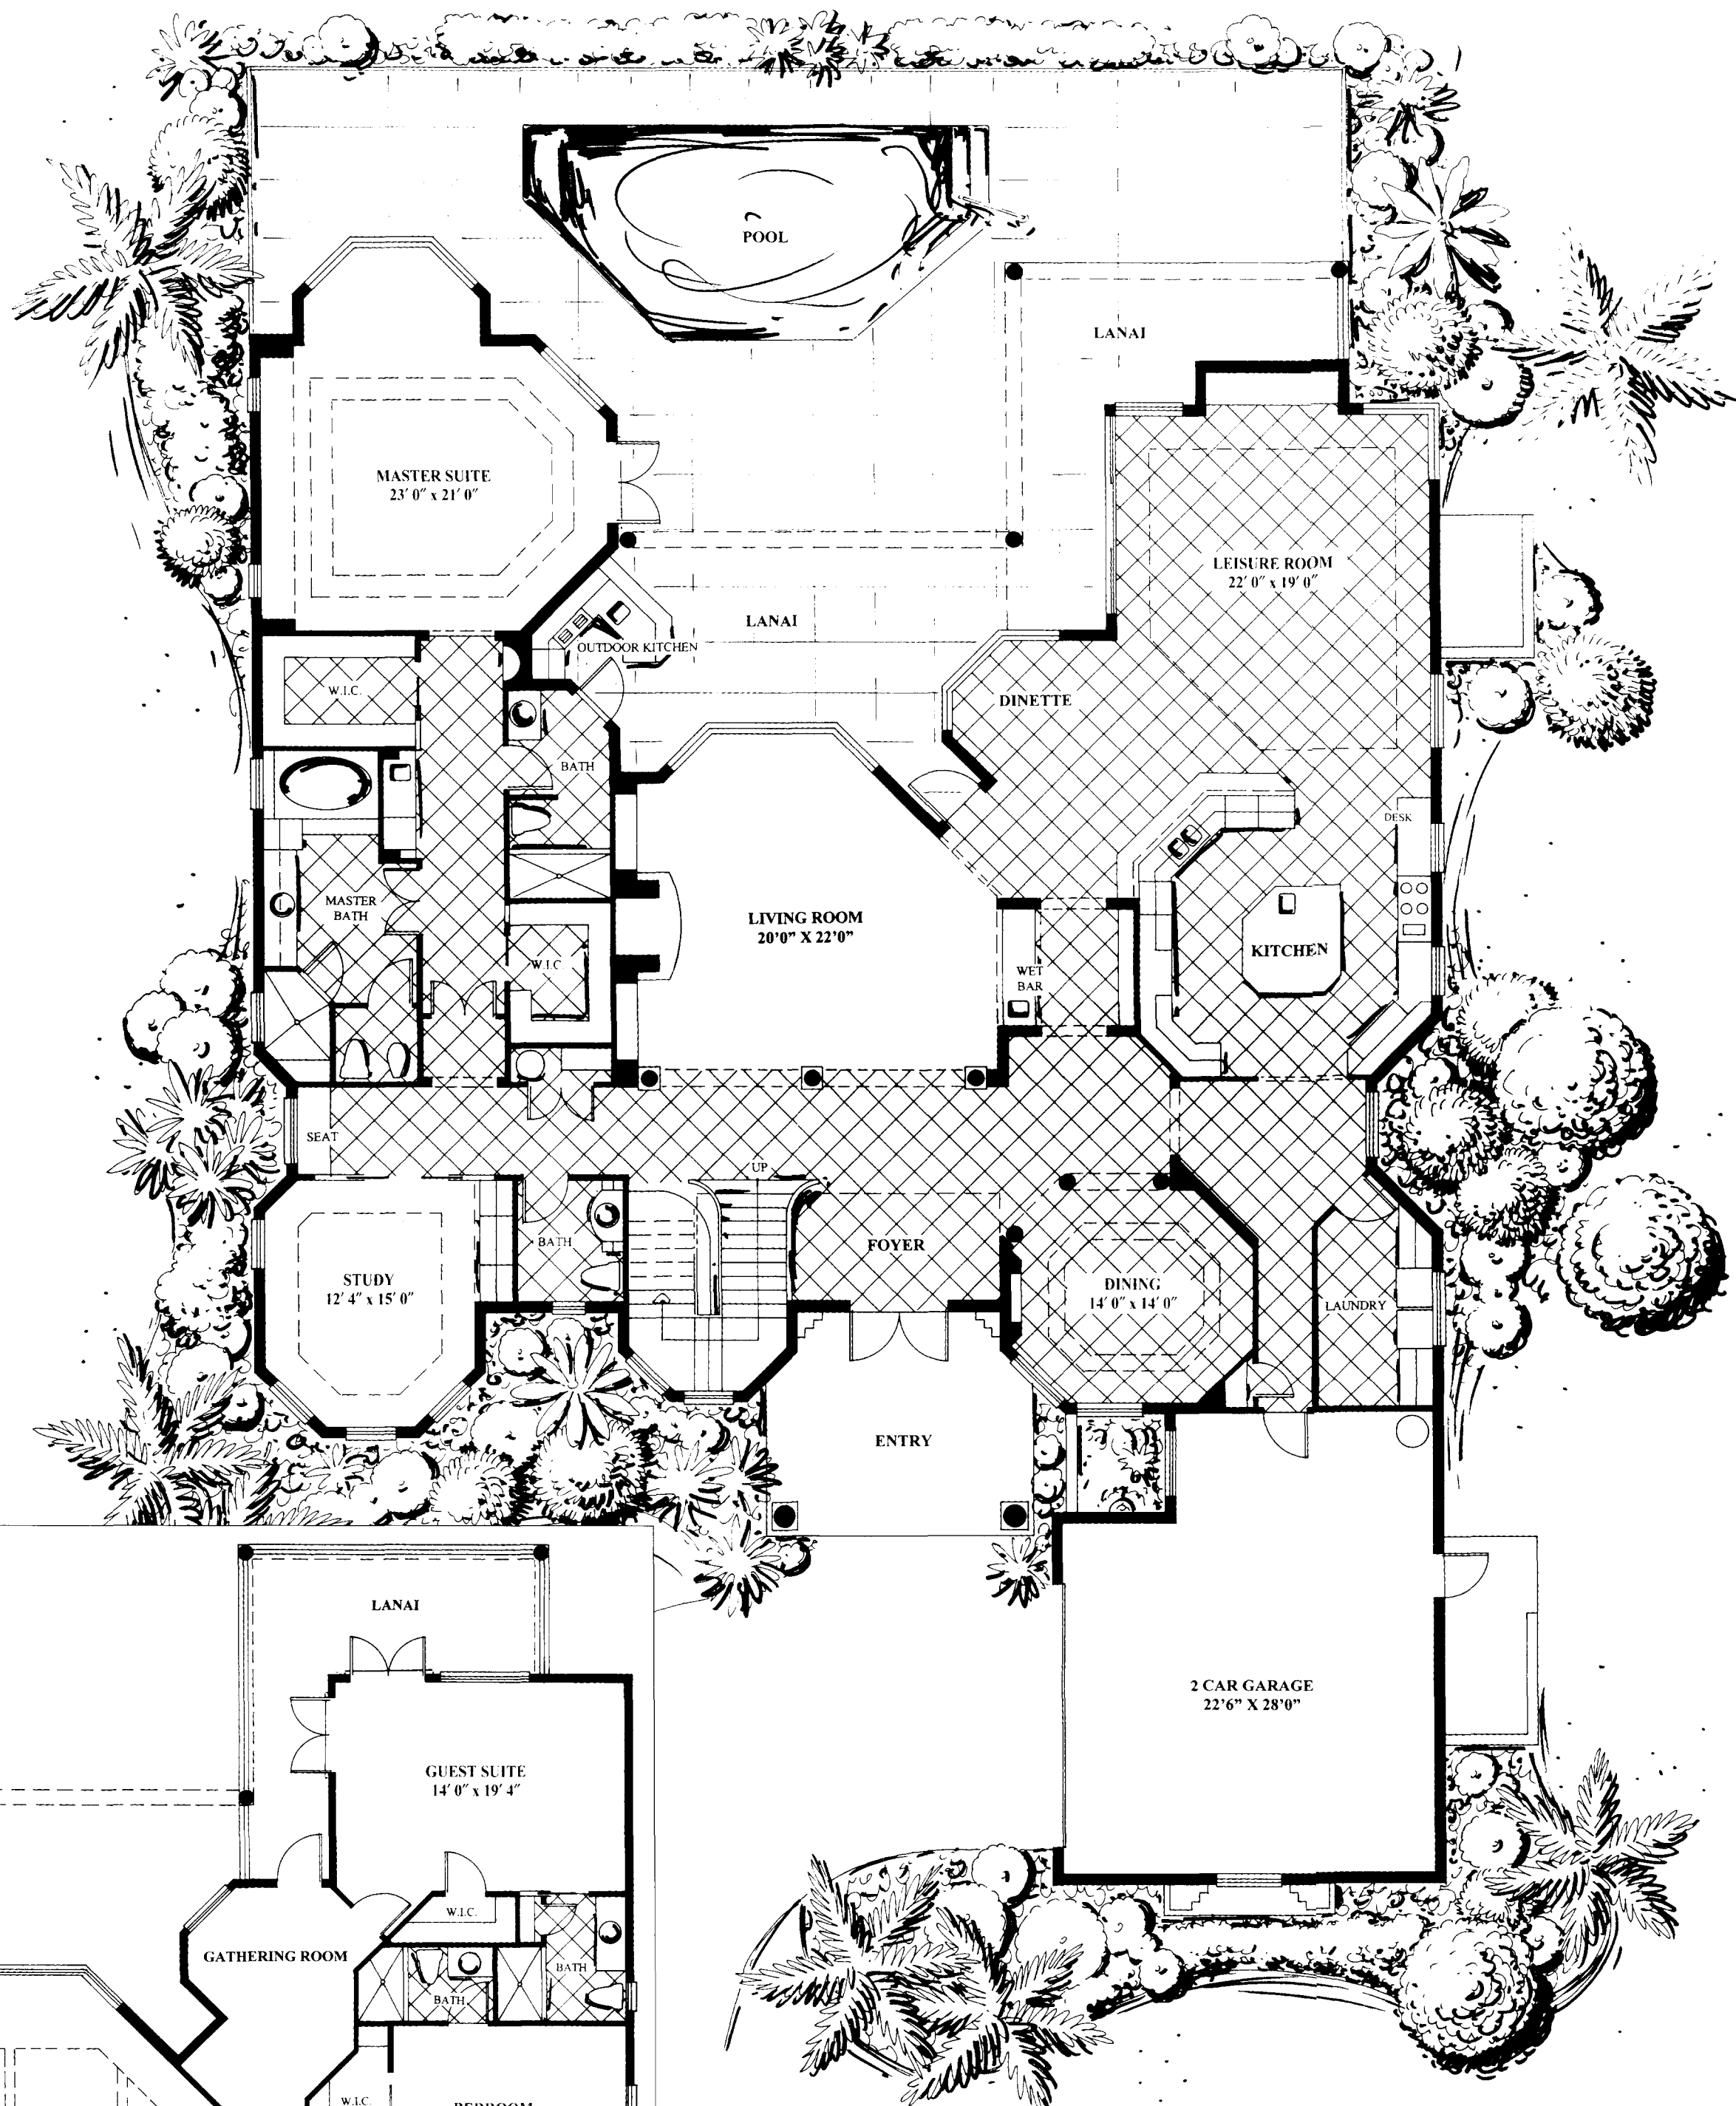 POOL
LANAI
MASTER SUITE
23' 0" x 21' 0"
LEISURE ROOM
22' 0" x 19' 0"
LANAI
OUTDOOR KITCHEN
W.I.C.
DINETTE
BATH
DESK
MASTER
BATH
LIVING ROOM
20'0" X 22'0"
KITCHEN
W.I.C.
WET
BAR
SEAT
UP
BATH
FOYER
STUDY
12' 4" x 15' 0"
DINING
14' 0" x 14' 0"
LAUNDRY
ENTRY
LANAI
2 CAR GARAGE
22'6" X 28'0"
GUEST SUITE
14' 0" x 19' 4"
W.I.C.
GATHERING ROOM
BATH
BATH
W.I.C.
BEDROOM